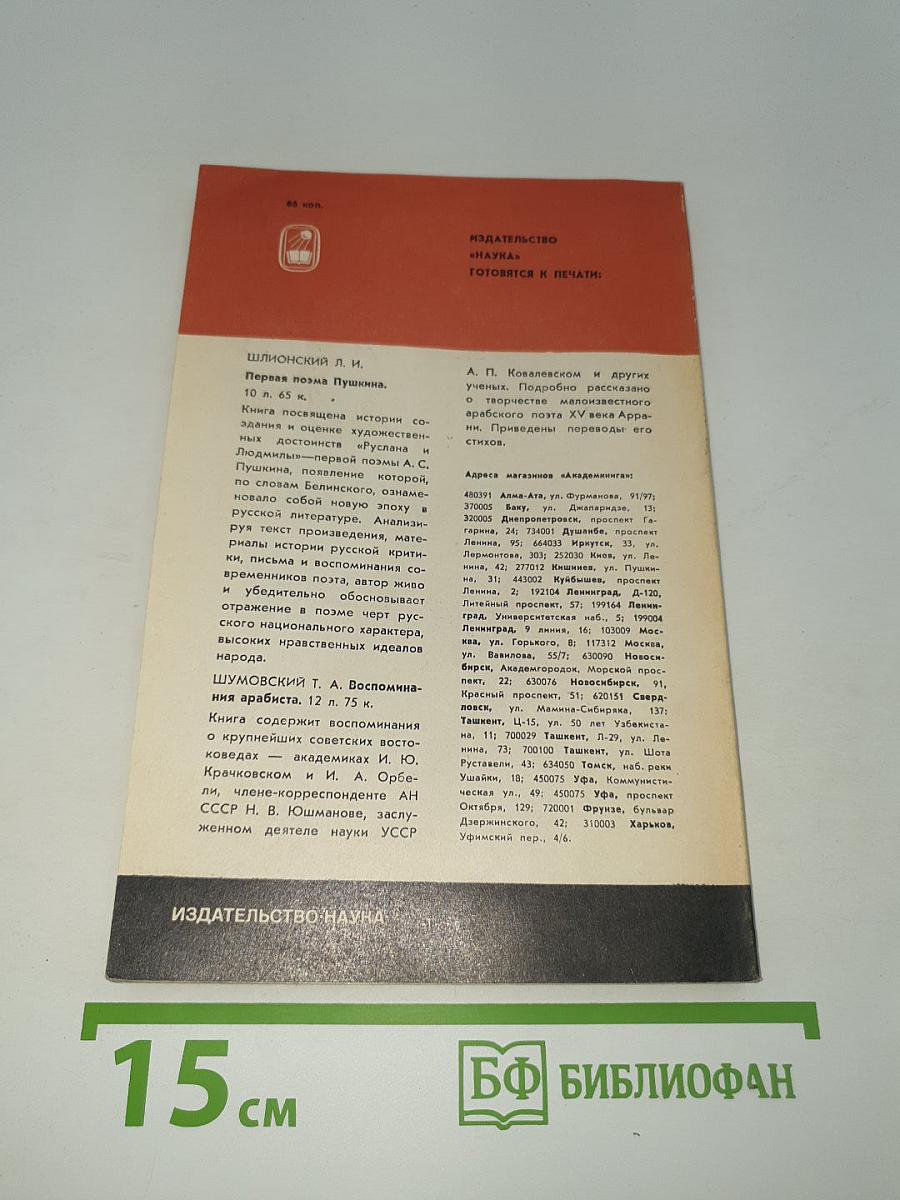 65 коп.
ИЗДАТЕЛЬСТВО
«НАУКА»
ГОТОВЯТСЯ К ПЕЧАТИ:
ШЛИОНСКИЙ Л. И.
Первая поэма Пушкина.
10 л. 65 к.
Книга посвящена истории со-
здания и оценке художествен-
ных достоинств «Руслана и
Людмилы»—первой поэмы А. С.
Пушкина, появление которой,
по словам Белинского, ознаме-
новало собой новую эпоху в
русской литературе. Анализи-
руя текст произведения, мате-
риалы истории русской крити-
ки, письма и воспоминания со-
временников поэта, автор живо
и убедительно обосновывает
отражение в поэме черт рус-
ского национального характера,
высоких нравственных идеалов
народа.
ШУМОВСКИЙ Т. А. Воспомина-
ния арабиста. 12 л. 75 к.
Книга содержит воспоминания
о крупнейших советских восто-
коведах — академиках И. Ю.
Крачковском и И. А. Орбе-
ли, члене-корреспонденте АН
СССР Н. В. Юшманове, заслу-
женном деятеле науки УССР
А. П. Ковалевском и других
ученых. Подробно рассказано
о творчестве малоизвестного
арабского поэта XV века Арра-
ни. Приведены переводы его
стихов.
Адреса магазинов «Академкнига»:
480391 Алма-Ата, ул. Фурманова, 91/97;
370005 Баку, ул. Джапаридзе, 13;
320005 Днепропетровск, проспект Га-
гарина, 24; 734001 Душанбе, проспект
Ленина, 95; 664033 Иркутск, 33, ул.
Лермонтова, 303; 252030 Киев, ул. Ле-
нина, 42; 277012 Кишинев, ул. Пушки-
на, 31; 443002 Куйбышев, проспект
Ленина, 2; 192104 Ленинград, Д-120,
Литейный проспект, 57; 199164 Ленин-
град, Университетская наб., 5; 199004
Ленинград, 9 линия, 16; 103009 Мос-
ква, ул. Горького, 8; 117312 Москва,
ул. Вавилова, 55/7; 630090 Новоси-
бирск, Академгородок, Морской прос-
пект, 22; 630076 Новосибирск, 91,
Красный проспект, 51; 620151 Сверд-
ловск, ул. Мамина-Сибиряка, 137;
Ташкент, Ц-15, ул. 50 лет Узбекиста-
на, 11; 700029 Ташкент, Л-29, ул. Ле-
нина, 73; 700100 Ташкент, ул. Шота
Руставели, 43; 634050 Томск, наб. реки
Ушайки, 18; 450075 Уфа, Коммунисти-
ческая ул., 49; 450075 Уфа, проспект
Октября, 129; 720001 Фрунзе, бульвар
Дзержинского, 42; 310003 Харьков,
Уфимский пер., 4/6.
ИЗДАТЕЛЬСТВО·НАУКА
15 см
БФ БИБЛИОФАН